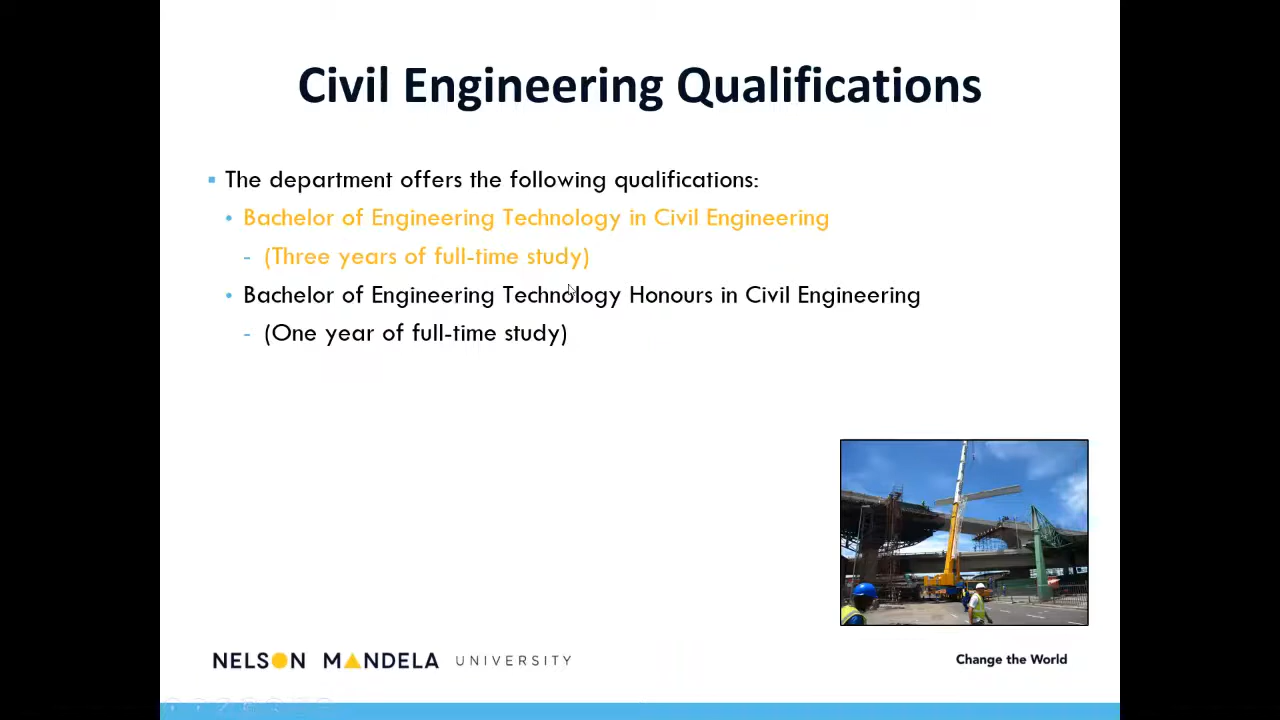 Civil Engineering Qualifications
The department offers the following qualifications:
Bachelor of Engineering Technology in Civil Engineering
- (Three years of full-time study)
Bachelor of Engineering Technology Honours in Civil Engineering
- (One year of full-time study)
NELSON MANDELA UNIVERSITY
Change the World